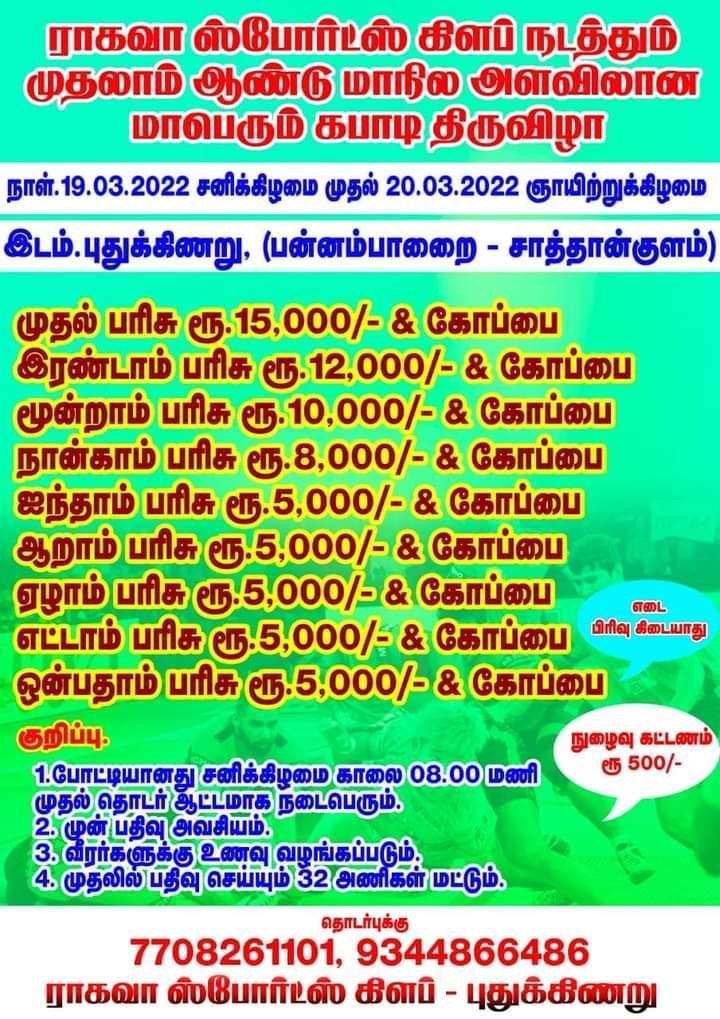 ராகவா ஸ்போர்ட்ஸ் கிளப் நடத்தும்
முதலாம் ஆண்டு மாநில அளவிலான
மாபெரும் கபாடி திருவிழா
நாள்.19.03.2022 சனிக்கிழமை முதல் 20.03.2022 ஞாயிற்றுக்கிழமை
இடம்.புதுக்கிணறு, (பன்னம்பாறை - சாத்தான்குளம்)
முதல் பரிசு ரூ.15,000/- & கோப்பை
இரண்டாம் பரிசு ரூ.12,000/- & கோப்பை
மூன்றாம் பரிசு ரூ.10,000/- & கோப்பை
நான்காம் பரிசு ரூ.8,000/- & கோப்பை
ஐந்தாம் பரிசு ரூ.5,000/- & கோப்பை
ஆறாம் பரிசு ரூ.5,000/- & கோப்பை
ஏழாம் பரிசு ரூ.5,000/- & கோப்பை
எட்டாம் பரிசு ரூ.5,000/- & கோப்பை
ஒன்பதாம் பரிசு ரூ.5,000/- & கோப்பை
எடை
பிரிவு கிடையாது
நுழைவு கட்டணம்
ரூ 500/-
குறிப்பு.
1.போட்டியானது சனிக்கிழமை காலை 08.00 மணி
முதல் தொடர் ஆட்டமாக நடைபெரும்.
2. முன் பதிவு அவசியம்.
3. வீரர்களுக்கு உணவு வழங்கப்படும்.
4. முதலில் பதிவு செய்யும் 32 அணிகள் மட்டும்.
தொடர்புக்கு
7708261101, 9344866486
ராகவா ஸ்போர்ட்ஸ் கிளப் - புதுக்கிணறு